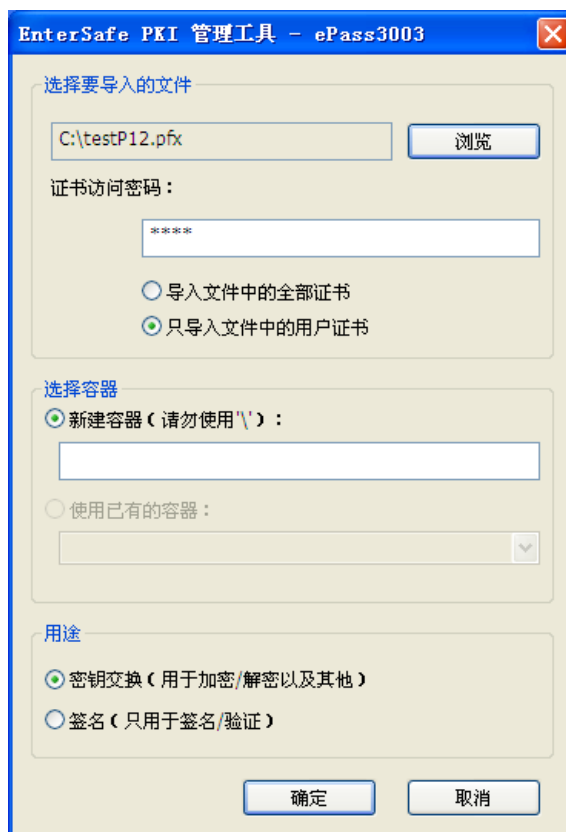 EnterSafe PKI 管理工具 - ePass3003
选择要导入的文件
C:\testP12.pfx
浏览
证书访问密码：
****
导入文件中的全部证书
只导入文件中的用户证书
选择容器
新建容器（请勿使用'\'）：
使用已有的容器：
用途
密钥交换（用于加密/解密以及其他）
签名（只用于签名/验证）
确定 取消